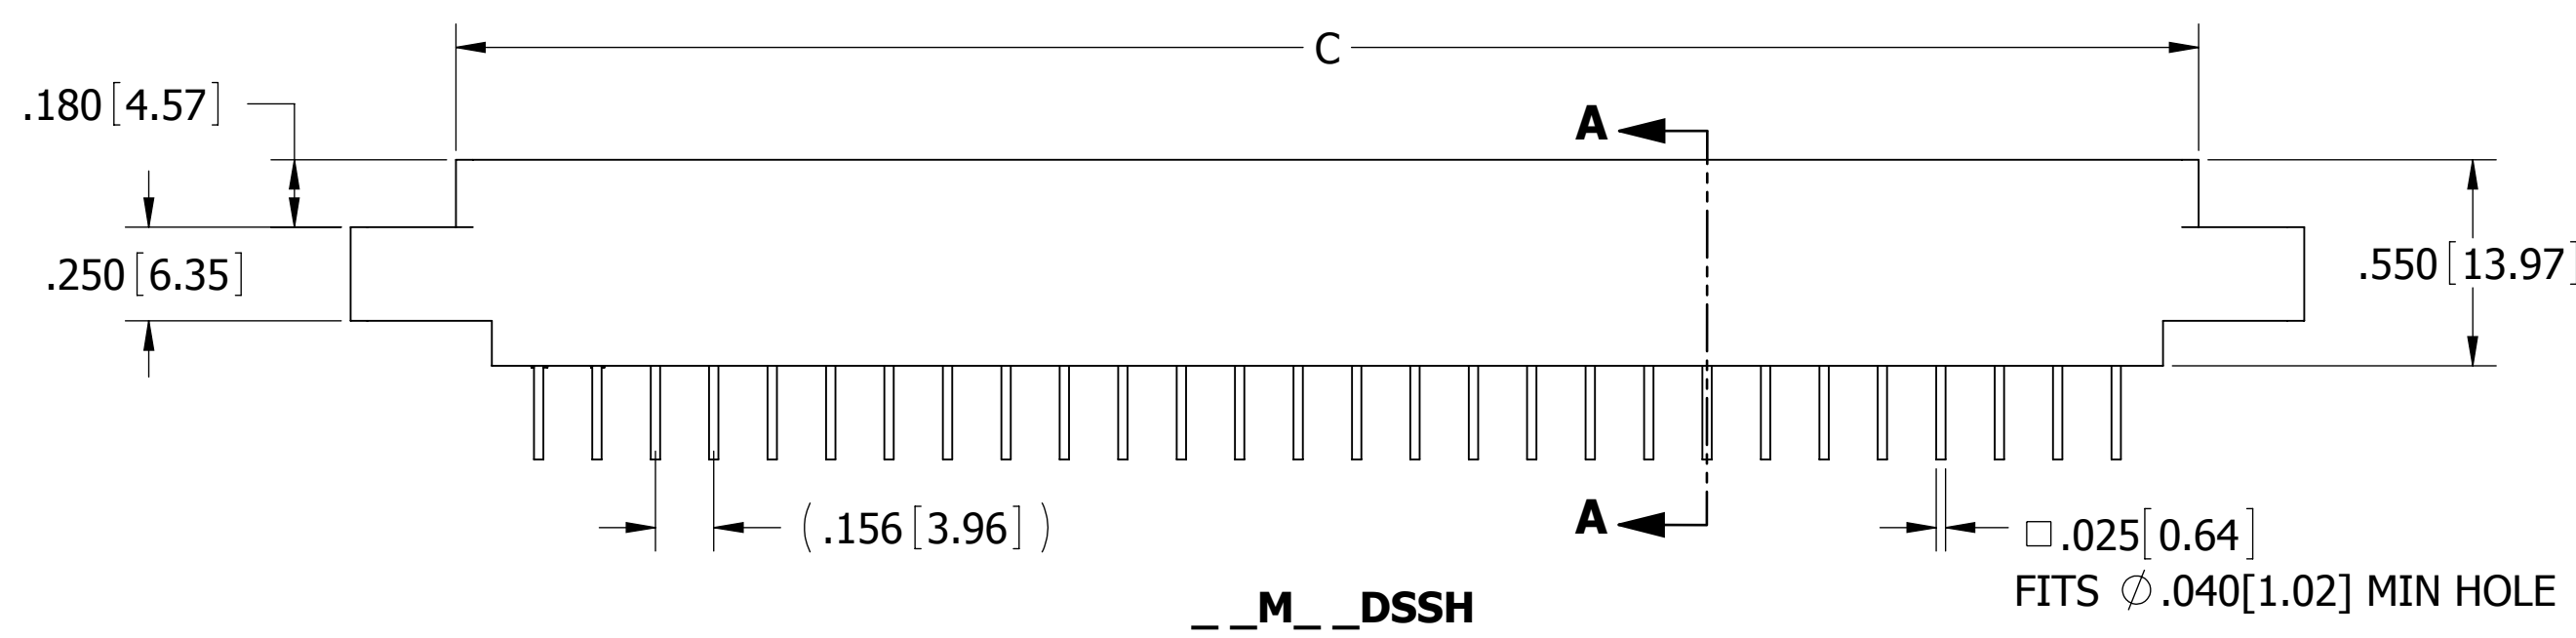 C
.180[4.57]
A
.250[6.35]
.550[13.97]
(.156[3.96])
A
□.025[0.64]
FITS ∅.040[1.02] MIN HOLE
_ _M_ _DSSH